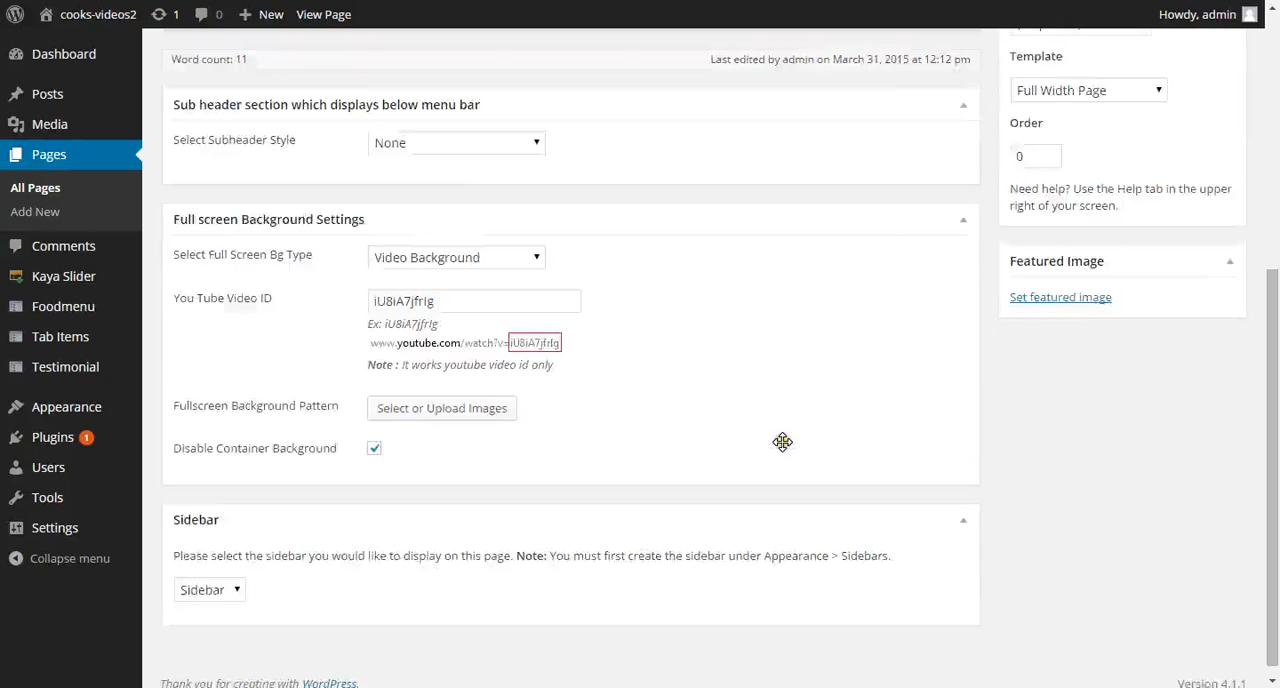 cooks-videos2 1 0 New View Page Howdy, admin
Dashboard
Posts
Media
Pages
All Pages
Add New
Comments
Kaya Slider
Foodmenu
Tab Items
Testimonial
Appearance
Plugins 1
Users
Tools
Settings
Collapse menu
Word count: 11 Last edited by admin on March 31, 2015 at 12:12 pm
Sub header section which displays below menu bar
Select Subheader Style None
Full screen Background Settings
Select Full Screen Bg Type Video Background
You Tube Video ID iU8iA7jfrIg
Ex: iU8iA7jfrIg
www.youtube.com/watch?v=iU8iA7jfrIg
Note : It works youtube video id only
Fullscreen Background Pattern Select or Upload Images
Disable Container Background
Sidebar
Please select the sidebar you would like to display on this page. Note: You must first create the sidebar under Appearance > Sidebars.
Sidebar
Template
Full Width Page
Order
0
Need help? Use the Help tab in the upper
right of your screen.
Featured Image
Set featured image
Thank you for creating with WordPress.
Version 4.1.1